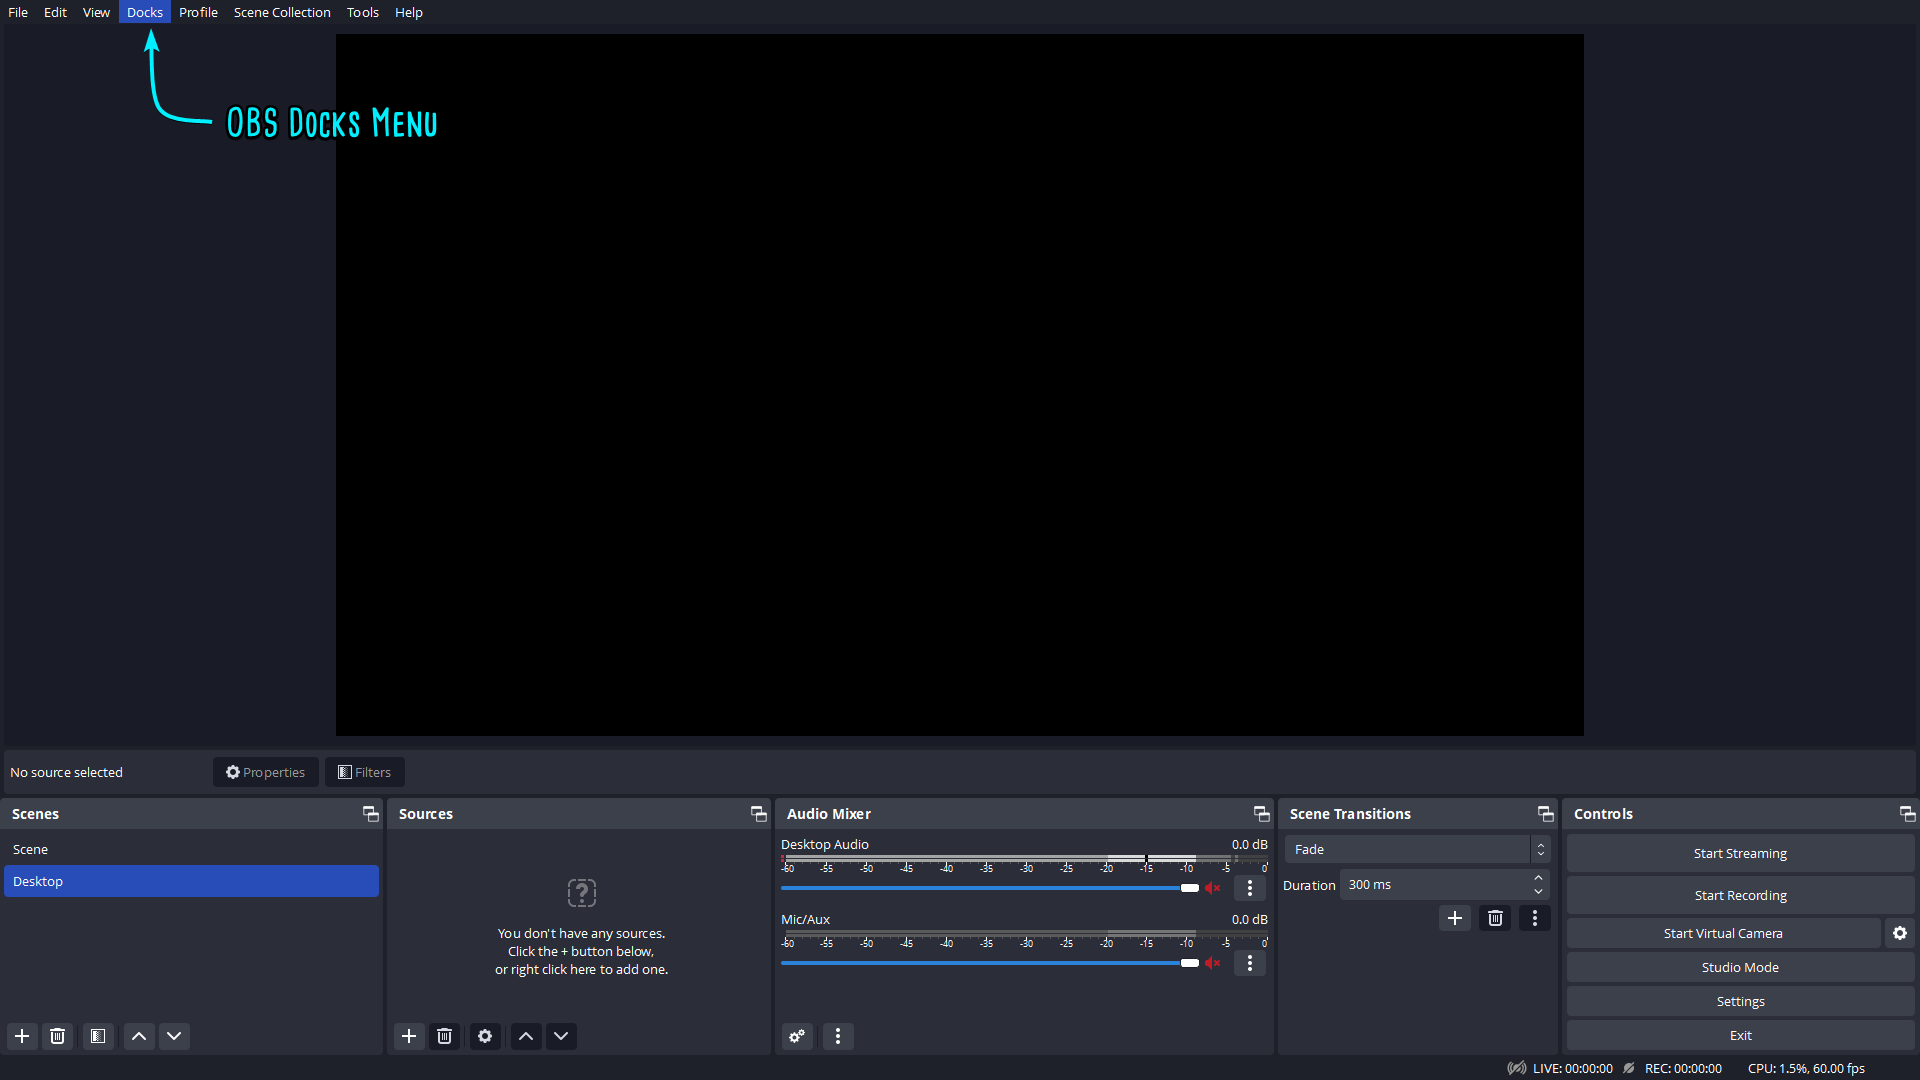 File Edit View Docks Profile Scene Collection Tools Help
OBS Docks Menu
No source selected Properties Filters
Scenes
Scene
Desktop
Sources
You don't have any sources.
Click the + button below,
or right click here to add one.
Audio Mixer
Desktop Audio 0.0 dB
-60 -55 -50 -45 -40 -35 -30 -25 -20 -15 -10 -5 0
Mic/Aux 0.0 dB
-60 -55 -50 -45 -40 -35 -30 -25 -20 -15 -10 -5 0
Scene Transitions
Fade
Duration 300 ms
Controls
Start Streaming
Start Recording
Start Virtual Camera
Studio Mode
Settings
Exit
LIVE: 00:00:00 REC: 00:00:00 CPU: 1.5%, 60.00 fps